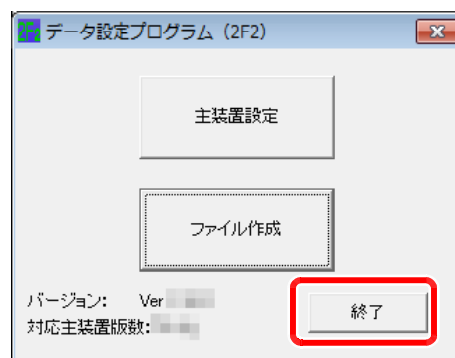 2F2 データ設定プログラム（2F2）
主装置設定
ファイル作成
バージョン: Ver
対応主装置版数:
終了